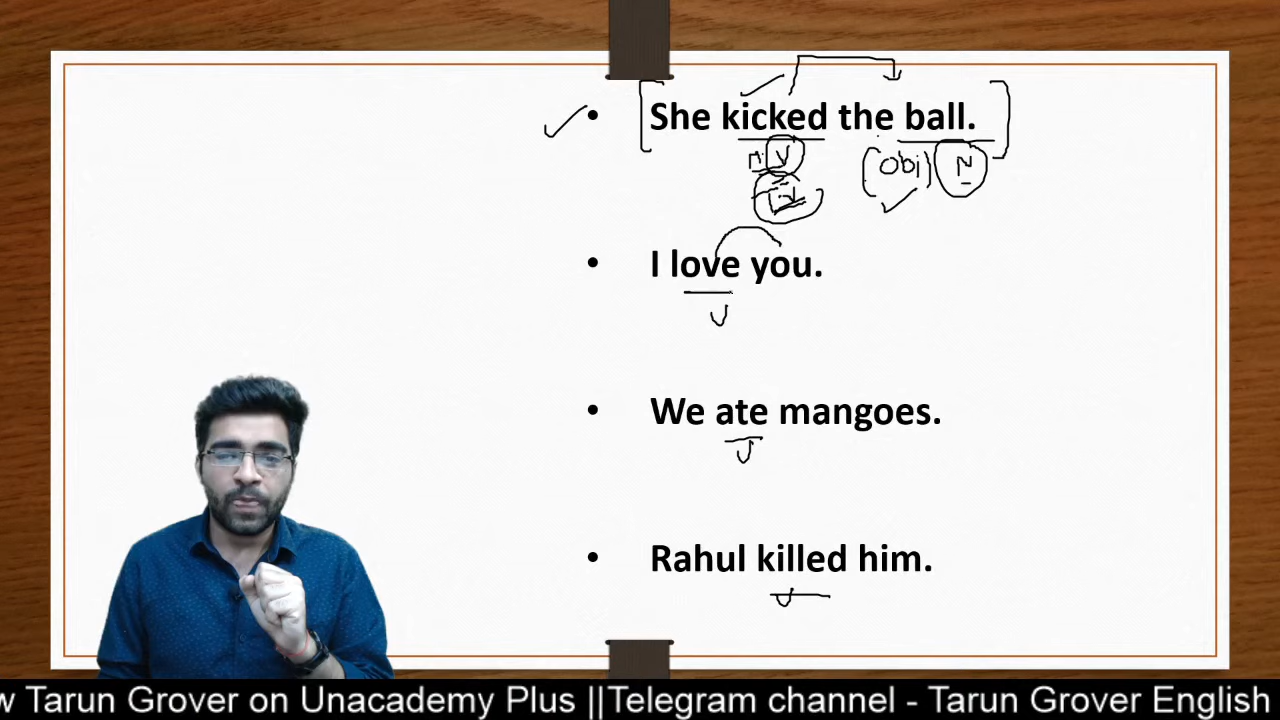 • She kicked the ball.
V (Obj) N
• I love you.
V
• We ate mangoes.
V
• Rahul killed him.
V
w Tarun Grover on Unacademy Plus ||Telegram channel - Tarun Grover English